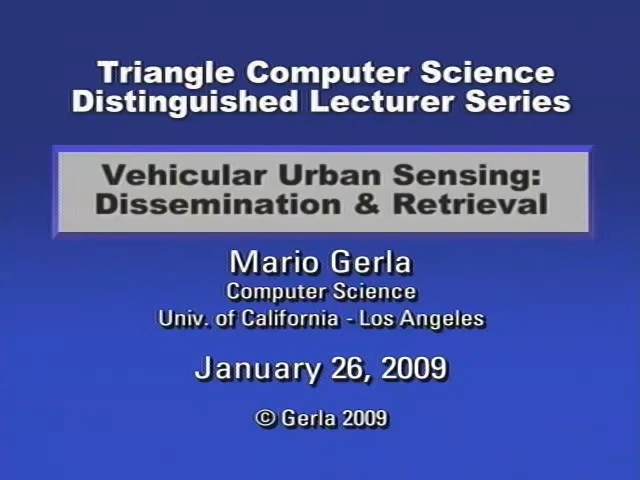 Triangle Computer Science
Distinguished Lecturer Series
Vehicular Urban Sensing:
Dissemination & Retrieval
Mario Gerla
Computer Science
Univ. of California - Los Angeles
January 26, 2009
© Gerla 2009